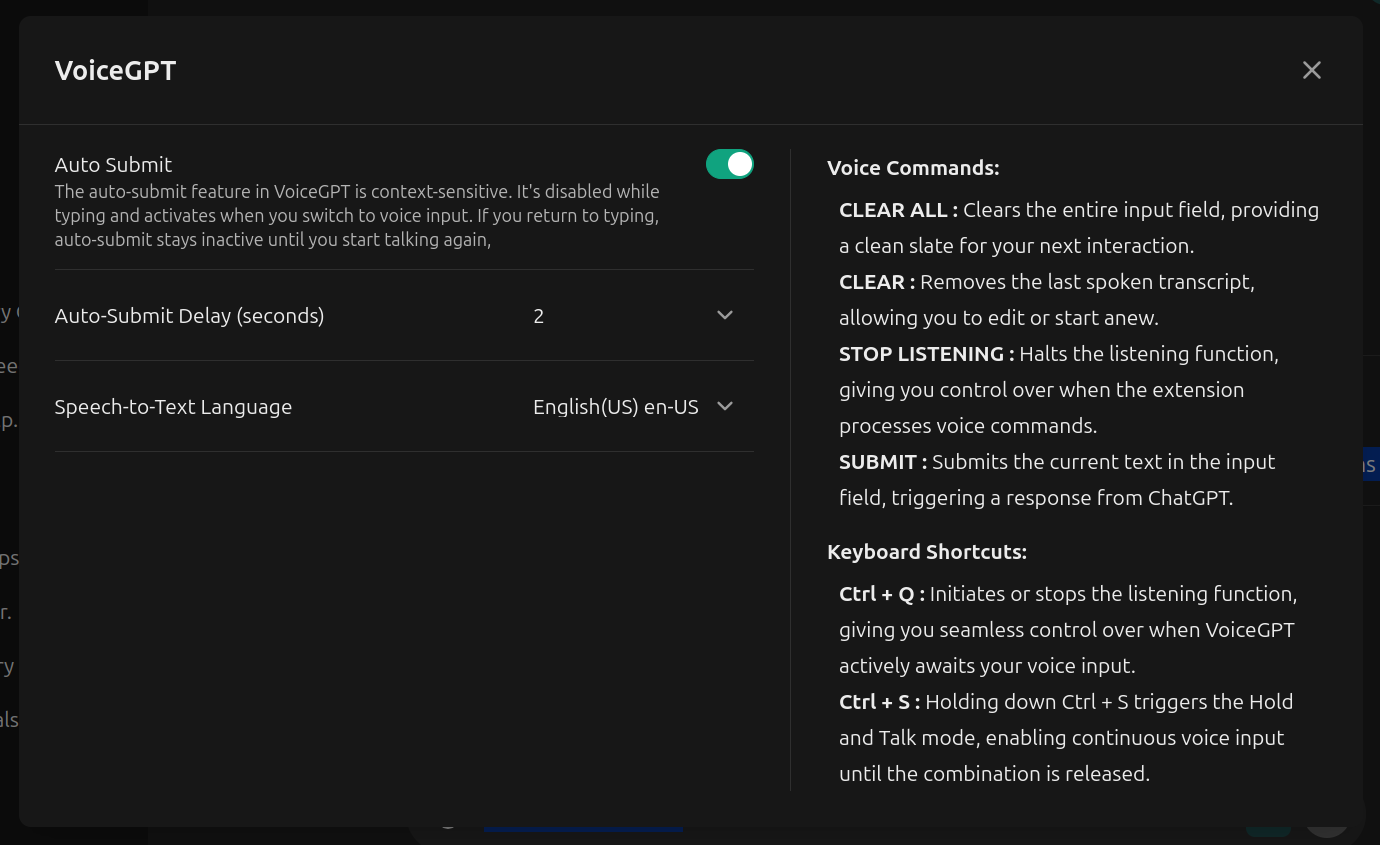 VoiceGPT
Auto Submit
The auto-submit feature in VoiceGPT is context-sensitive. It's disabled while
typing and activates when you switch to voice input. If you return to typing,
auto-submit stays inactive until you start talking again,
Auto-Submit Delay (seconds)
2
Speech-to-Text Language
English(US) en-US
Voice Commands:
CLEAR ALL : Clears the entire input field, providing
a clean slate for your next interaction.
CLEAR : Removes the last spoken transcript,
allowing you to edit or start anew.
STOP LISTENING : Halts the listening function,
giving you control over when the extension
processes voice commands.
SUBMIT : Submits the current text in the input
field, triggering a response from ChatGPT.
Keyboard Shortcuts:
Ctrl + Q : Initiates or stops the listening function,
giving you seamless control over when VoiceGPT
actively awaits your voice input.
Ctrl + S : Holding down Ctrl + S triggers the Hold
and Talk mode, enabling continuous voice input
until the combination is released.